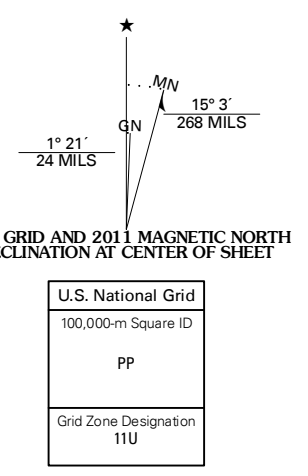 ★
MN
GN
15° 3´
268 MILS
1° 21´
24 MILS
GRID AND 2011 MAGNETIC NORTH
CLINATION AT CENTER OF SHEET
U.S. National Grid
100,000-m Square ID
PP
Grid Zone Designation
11U